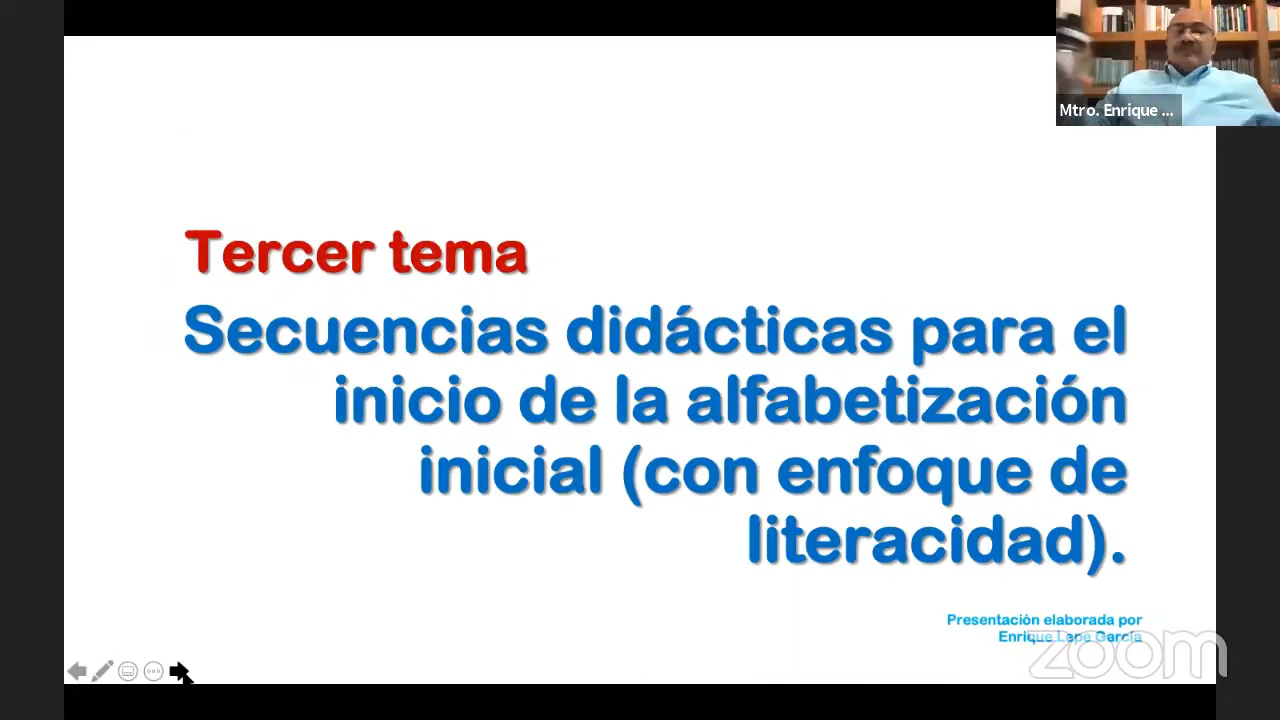 Mtro. Enrique ...
Tercer tema
Secuencias didácticas para el
inicio de la alfabetización
inicial (con enfoque de
literacidad).
Presentación elaborada por
Enrique Lepe García
zoom